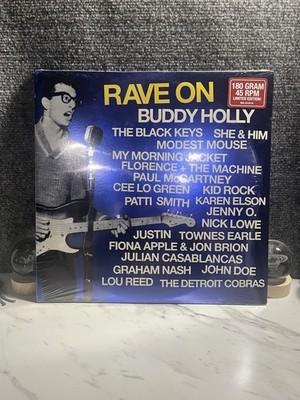 RAVE ON
BUDDY HOLLY
180 GRAM
45 RPM
LIMITED EDITION!
THE BLACK KEYS SHE & HIM
MODEST MOUSE
MY MORNING JACKET
FLORENCE + THE MACHINE
PAUL McCARTNEY
CEE LO GREEN KID ROCK
PATTI SMITH KAREN ELSON
JENNY O.
NICK LOWE
JUSTIN TOWNES EARLE
FIONA APPLE & JON BRION
JULIAN CASABLANCAS
GRAHAM NASH JOHN DOE
LOU REED THE DETROIT COBRAS